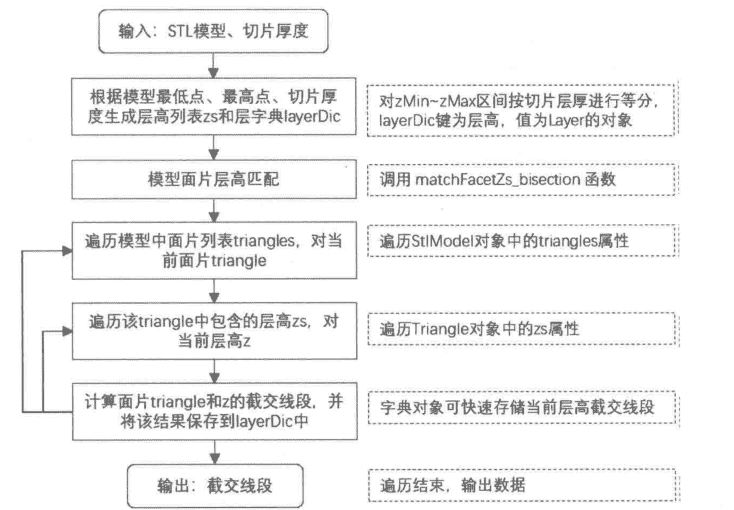 输入：STL模型、切片厚度
根据模型最低点、最高点、切片厚
度生成层高列表zs和层字典layerDic
对zMin~zMax区间按切片层厚进行等分，
layerDic键为层高，值为Layer的对象
模型面片层高匹配
调用 matchFacetZs_bisection 函数
遍历模型中面片列表triangles，对当
前面片triangle
遍历StlModel对象中的triangles属性
遍历该triangle中包含的层高zs，对
当前层高z
遍历Triangle对象中的zs属性
计算面片triangle和z的截交线段，并
将该结果保存到layerDic中
字典对象可快速存储当前层高截交线段
输出：截交线段
遍历结束，输出数据